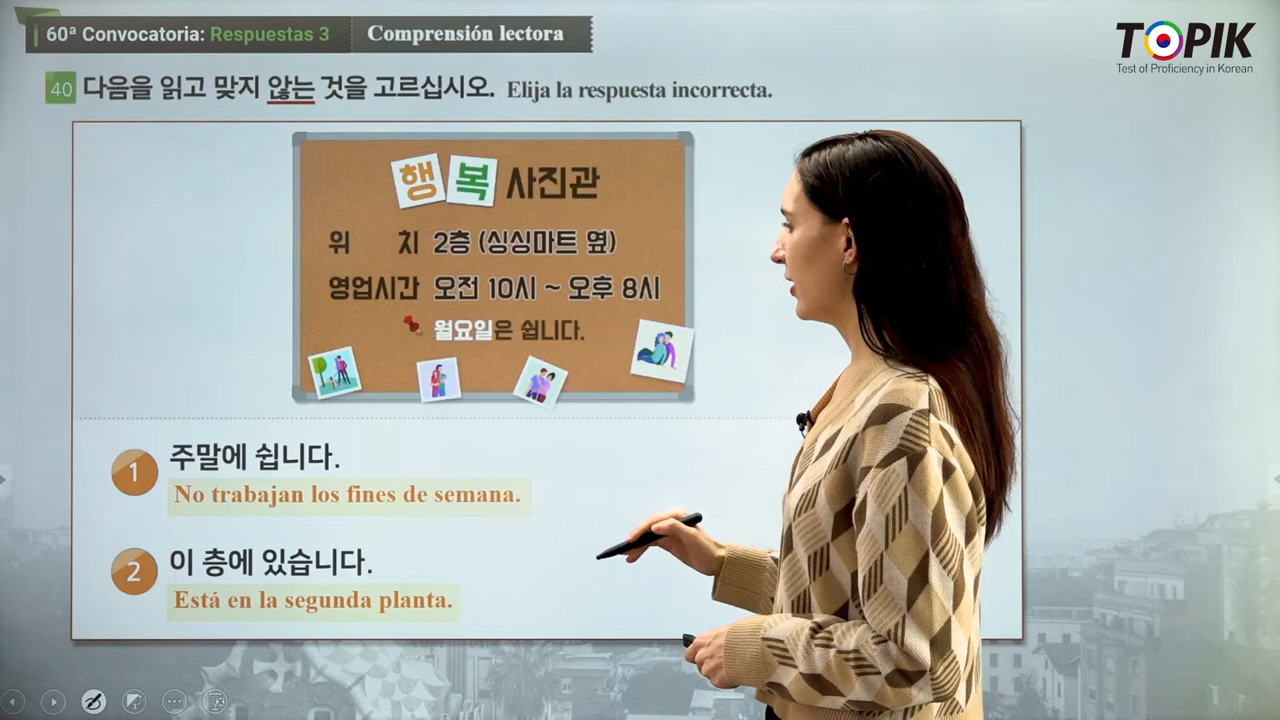 60ª Convocatoria: Respuestas 3 Comprensión lectora
TOPIK
Test of Proficiency in Korean
40 다음을 읽고 맞지 않는 것을 고르십시오. Elija la respuesta incorrecta.
행복 사진관
위 치 2층 (싱싱마트 옆)
영업시간 오전 10시 ~ 오후 8시
월요일은 쉽니다.
1 주말에 쉽니다.
No trabajan los fines de semana.
2 이 층에 있습니다.
Está en la segunda planta.